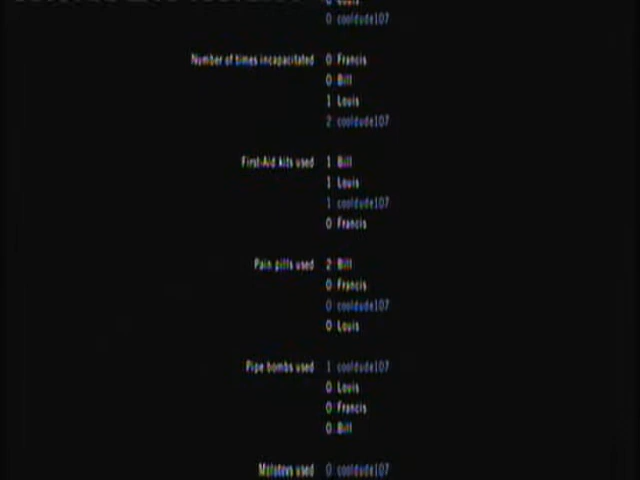 0 Louis
0 cooldude107
Number of times incapacitated 0 Francis
0 Bill
1 Louis
2 cooldude107
First-Aid kits used 1 Bill
1 Louis
1 cooldude107
0 Francis
Pain pills used 2 Bill
0 Francis
0 cooldude107
0 Louis
Pipe bombs used 1 cooldude107
0 Louis
0 Francis
0 Bill
Molotovs used 0 cooldude107